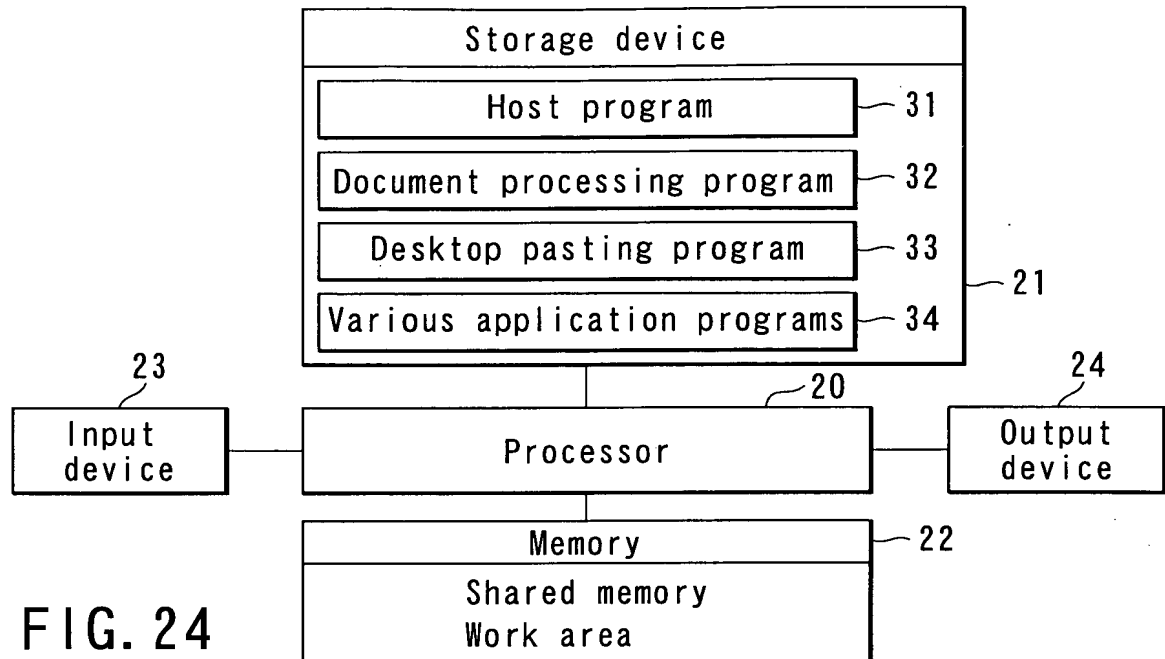 Storage device
Host program
31
Document processing program
32
Desktop pasting program
33
21
Various application programs
34
23
20
24
Input
device
Processor
Output
device
Memory
22
Shared memory
Work area
FIG. 24